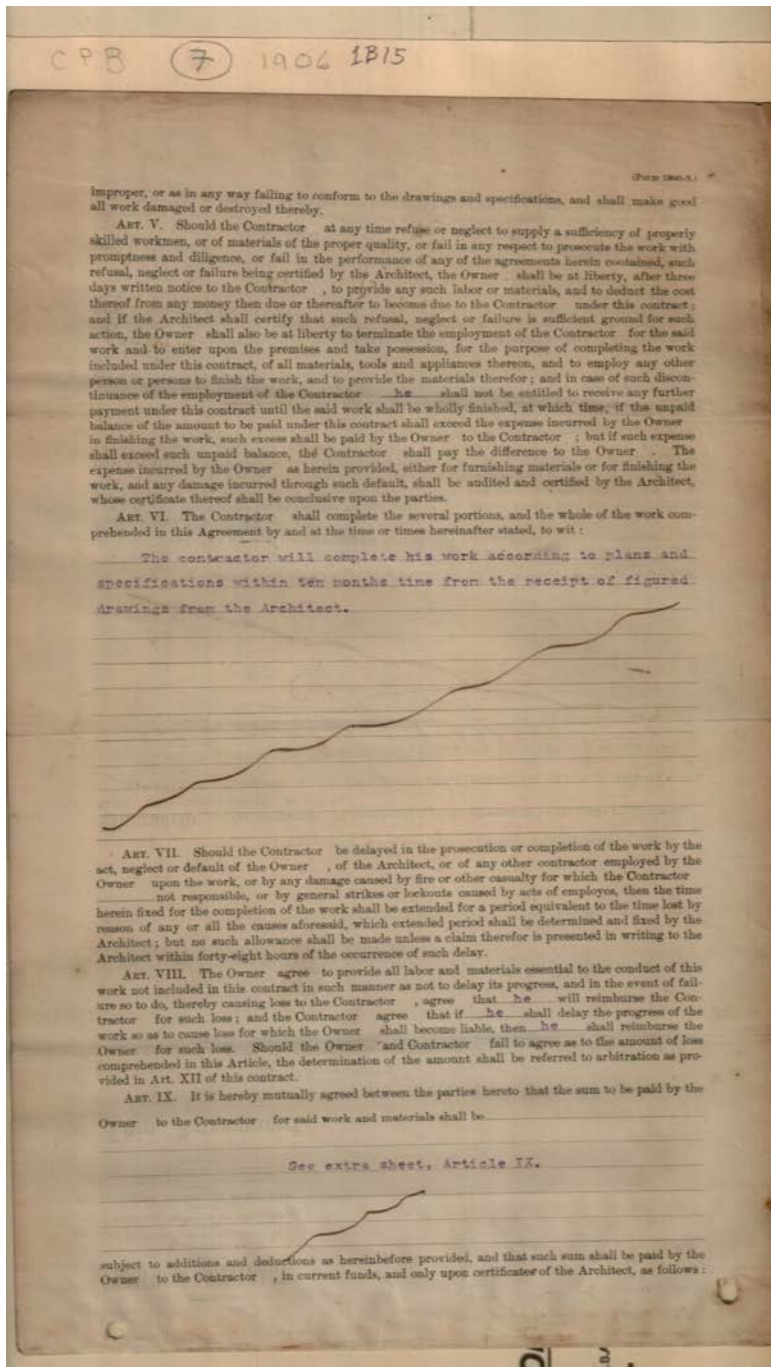 CPB 7 1906 1B15
improper, or as in any way failing to conform to the drawings and specifications, and shall make good
all work damaged or destroyed thereby.
ART. V. Should the Contractor at any time refuse or neglect to supply a sufficiency of properly
skilled workmen, or of materials of the proper quality, or fail in any respect to prosecute the work with
promptness and diligence, or fail in the performance of any of the agreements herein contained, such
refusal, neglect or failure being certified by the Architect, the Owner shall be at liberty, after three
days written notice to the Contractor , to provide any such labor or materials, and to deduct the cost
thereof from any money then due or thereafter to become due to the Contractor under this contract;
and if the Architect shall certify that such refusal, neglect or failure is sufficient ground for such
action, the Owner shall also be at liberty to terminate the employment of the Contractor for the said
work and to enter upon the premises and take possession, for the purpose of completing the work
included under this contract, of all materials, tools and appliances thereon, and to employ any other
person or persons to finish the work, and to provide the materials therefor; and in case of such discon-
tinuance of the employment of the Contractor he shall not be entitled to receive any further
payment under this contract until the said work shall be wholly finished, at which time, if the unpaid
balance of the amount to be paid under this contract shall exceed the expense incurred by the Owner
in finishing the work, such excess shall be paid by the Owner to the Contractor ; but if such expense
shall exceed such unpaid balance, the Contractor shall pay the difference to the Owner . The
expense incurred by the Owner as herein provided, either for furnishing materials or for finishing the
work, and any damage incurred through such default, shall be audited and certified by the Architect,
whose certificate thereof shall be conclusive upon the parties.
ART. VI. The Contractor shall complete the several portions, and the whole of the work com-
prehended in this Agreement by and at the time or times hereinafter stated, to wit :
The contractor will complete his work according to plans and
specifications within ten months time from the receipt of figured
drawings from the Architect.
ART. VII. Should the Contractor be delayed in the prosecution or completion of the work by the
act, neglect or default of the Owner , of the Architect, or of any other contractor employed by the
Owner upon the work, or by any damage caused by fire or other casualty for which the Contractor
not responsible, or by general strikes or lockouts caused by acts of employes, then the time
herein fixed for the completion of the work shall be extended for a period equivalent to the time lost by
reason of any or all the causes aforesaid, which extended period shall be determined and fixed by the
Architect; but no such allowance shall be made unless a claim therefor is presented in writing to the
Architect within forty-eight hours of the occurrence of such delay.
ART. VIII. The Owner agree to provide all labor and materials essential to the conduct of this
work not included in this contract in such manner as not to delay its progress, and in the event of fail-
ure so to do, thereby causing loss to the Contractor , agree that he will reimburse the Con-
tractor for such loss; and the Contractor agree that if he shall delay the progress of the
work so as to cause loss for which the Owner shall become liable, then he shall reimburse the
Owner for such loss. Should the Owner and Contractor fail to agree as to the amount of loss
comprehended in this Article, the determination of the amount shall be referred to arbitration as pro-
vided in Art. XII of this contract.
ART. IX. It is hereby mutually agreed between the parties hereto that the sum to be paid by the
Owner to the Contractor for said work and materials shall be
See extra sheet, Article IX.
subject to additions and deductions as hereinbefore provided, and that such sum shall be paid by the
Owner to the Contractor , in current funds, and only upon certificates of the Architect, as follows :